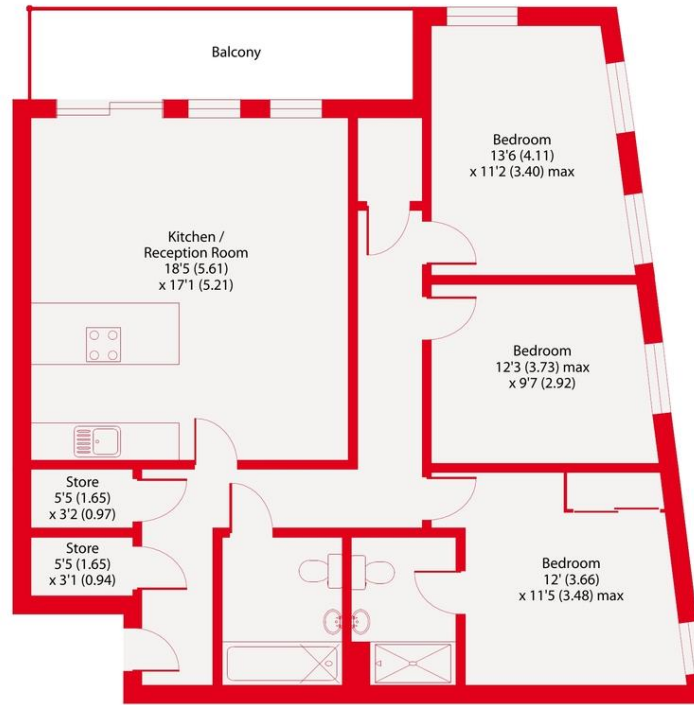 Balcony
Bedroom
13'6 (4.11)
x 11'2 (3.40) max
Kitchen /
Reception Room
18'5 (5.61)
x 17'1 (5.21)
Bedroom
12'3 (3.73) max
x 9'7 (2.92)
Store
5'5 (1.65)
x 3'2 (0.97)
Store
5'5 (1.65)
x 3'1 (0.94)
Bedroom
12' (3.66)
x 11'5 (3.48) max